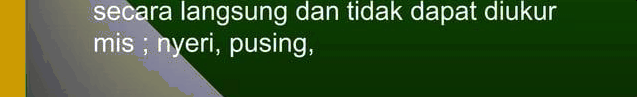 secara langsung dan tidak dapat diukur
mis ; nyeri, pusing,